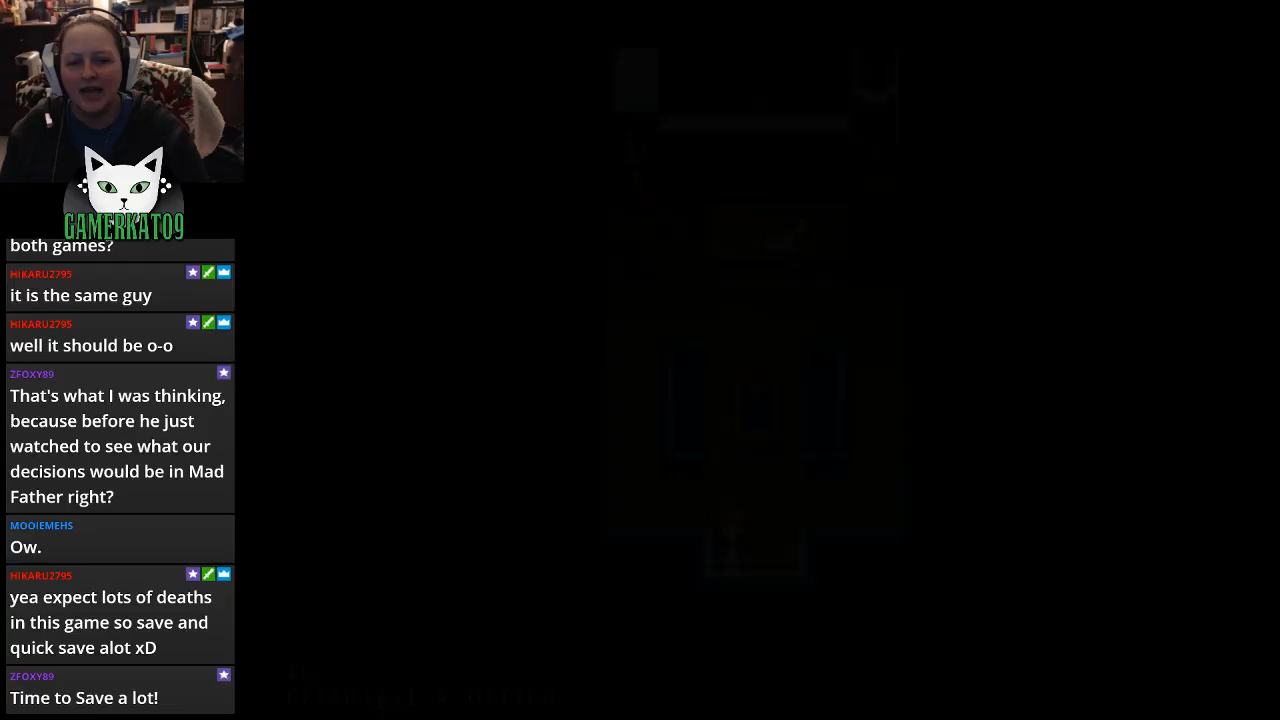 GAMERKAT09
both games?
HIKARU2795
it is the same guy
HIKARU2795
well it should be o-o
ZFOXY89
That's what I was thinking,
because before he just
watched to see what our
decisions would be in Mad
Father right?
MOOIEMEHS
Ow.
HIKARU2795
yea expect lots of deaths
in this game so save and
quick save alot xD
ZFOXY89
Time to Save a lot!